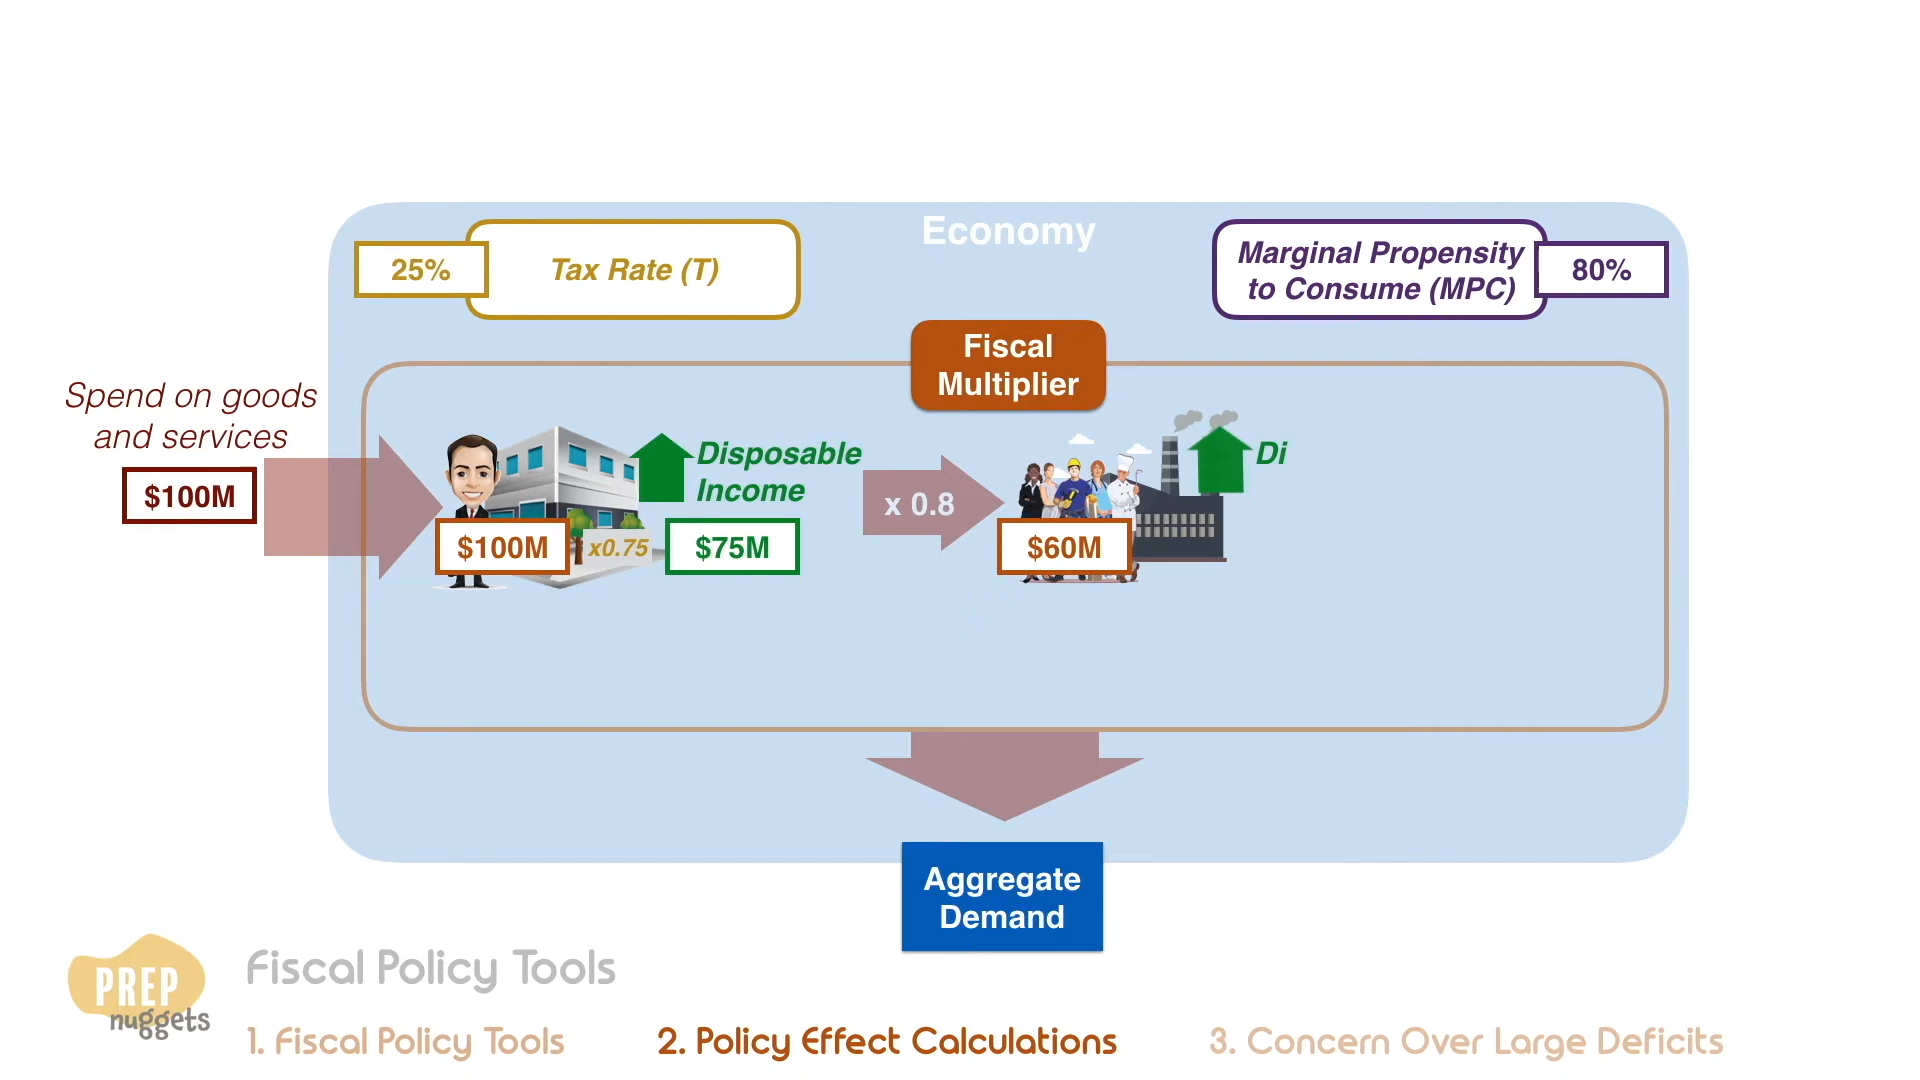 Economy
25%
Tax Rate (T)
Marginal Propensity
to Consume (MPC)
80%
Fiscal
Multiplier
Spend on goods
and services
$100M
Disposable
Income
$100M
x0.75
$75M
x 0.8
$60M
Di
Aggregate
Demand
PREP
nuggets
Fiscal Policy Tools
1. Fiscal Policy Tools
2. Policy Effect Calculations
3. Concern Over Large Deficits